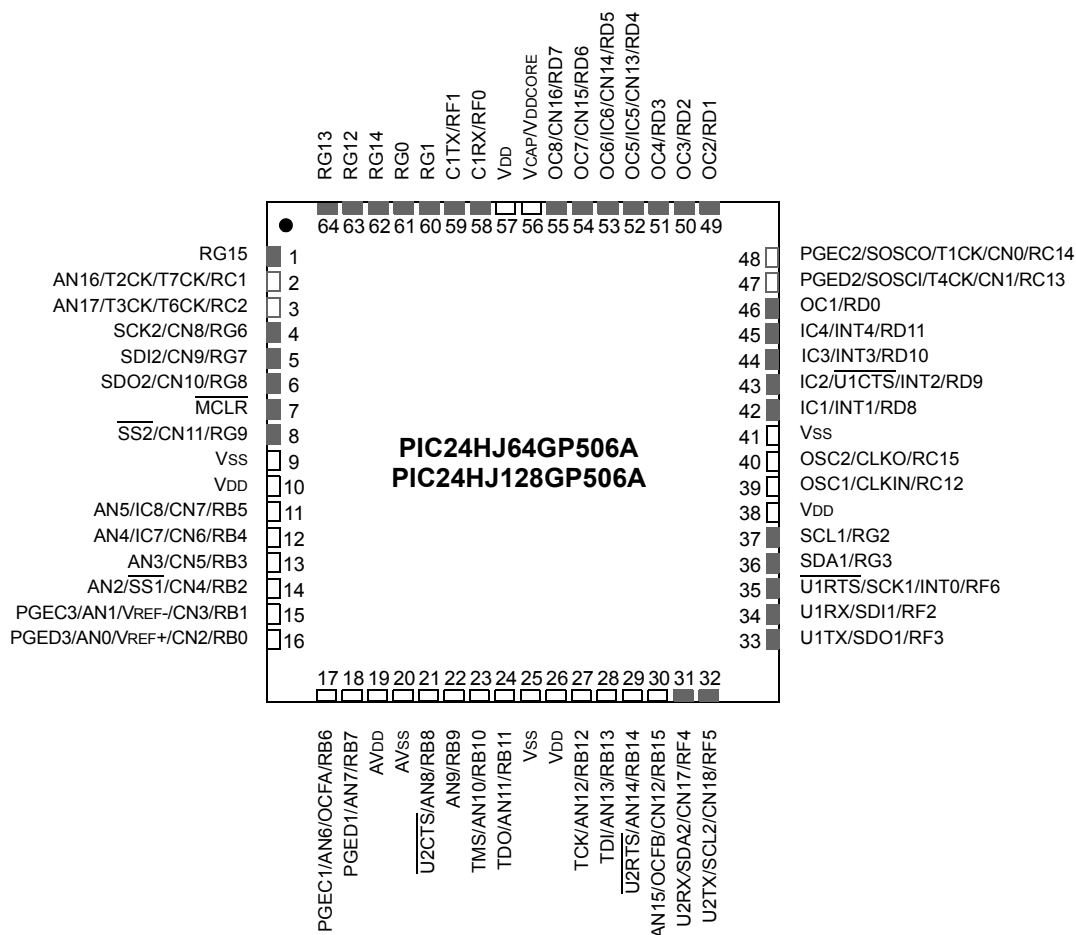 RG13
RG12
RG14
RG0
RG1
C1TX/RF1
C1RX/RF0
VDD
VCAP/VDDCORE
OC8/CN16/RD7
OC7/CN15/RD6
OC6/IC6/CN14/RD5
OC5/IC5/CN13/RD4
OC4/RD3
OC3/RD2
OC2/RD1
64 63 62 61 60 59 58 57 56 55 54 53 52 51 50 49
RG15 1
AN16/T2CK/T7CK/RC1 2
AN17/T3CK/T6CK/RC2 3
SCK2/CN8/RG6 4
SDI2/CN9/RG7 5
SDO2/CN10/RG8 6
MCLR 7
SS2/CN11/RG9 8
VSS 9
VDD 10
AN5/IC8/CN7/RB5 11
AN4/IC7/CN6/RB4 12
AN3/CN5/RB3 13
AN2/SS1/CN4/RB2 14
PGEC3/AN1/VREF-/CN3/RB1 15
PGED3/AN0/VREF+/CN2/RB0 16
PIC24HJ64GP506A
PIC24HJ128GP506A
48 PGEC2/SOSCO/T1CK/CN0/RC14
47 PGED2/SOSCI/T4CK/CN1/RC13
46 OC1/RD0
45 IC4/INT4/RD11
44 IC3/INT3/RD10
43 IC2/U1CTS/INT2/RD9
42 IC1/INT1/RD8
41 VSS
40 OSC2/CLKO/RC15
39 OSC1/CLKIN/RC12
38 VDD
37 SCL1/RG2
36 SDA1/RG3
35 U1RTS/SCK1/INT0/RF6
34 U1RX/SDI1/RF2
33 U1TX/SDO1/RF3
17 18 19 20 21 22 23 24 25 26 27 28 29 30 31 32
PGEC1/AN6/OCFA/RB6
PGED1/AN7/RB7
AVDD
AVSS
U2CTS/AN8/RB8
AN9/RB9
TMS/AN10/RB10
TDO/AN11/RB11
VSS
VDD
TCK/AN12/RB12
TDI/AN13/RB13
U2RTS/AN14/RB14
AN15/OCFB/CN12/RB15
U2RX/SDA2/CN17/RF4
U2TX/SCL2/CN18/RF5